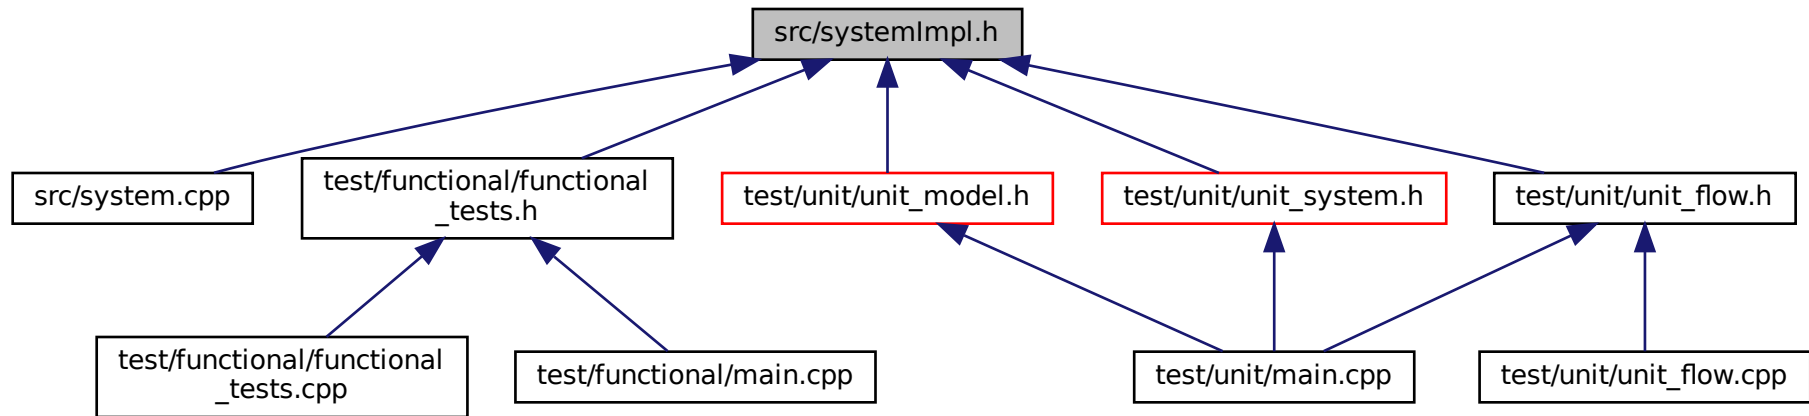 src/systemImpl.h
src/system.cpp
test/functional/functional
_tests.h
test/unit/unit_model.h
test/unit/unit_system.h
test/unit/unit_flow.h
test/functional/functional
_tests.cpp
test/functional/main.cpp
test/unit/main.cpp
test/unit/unit_flow.cpp